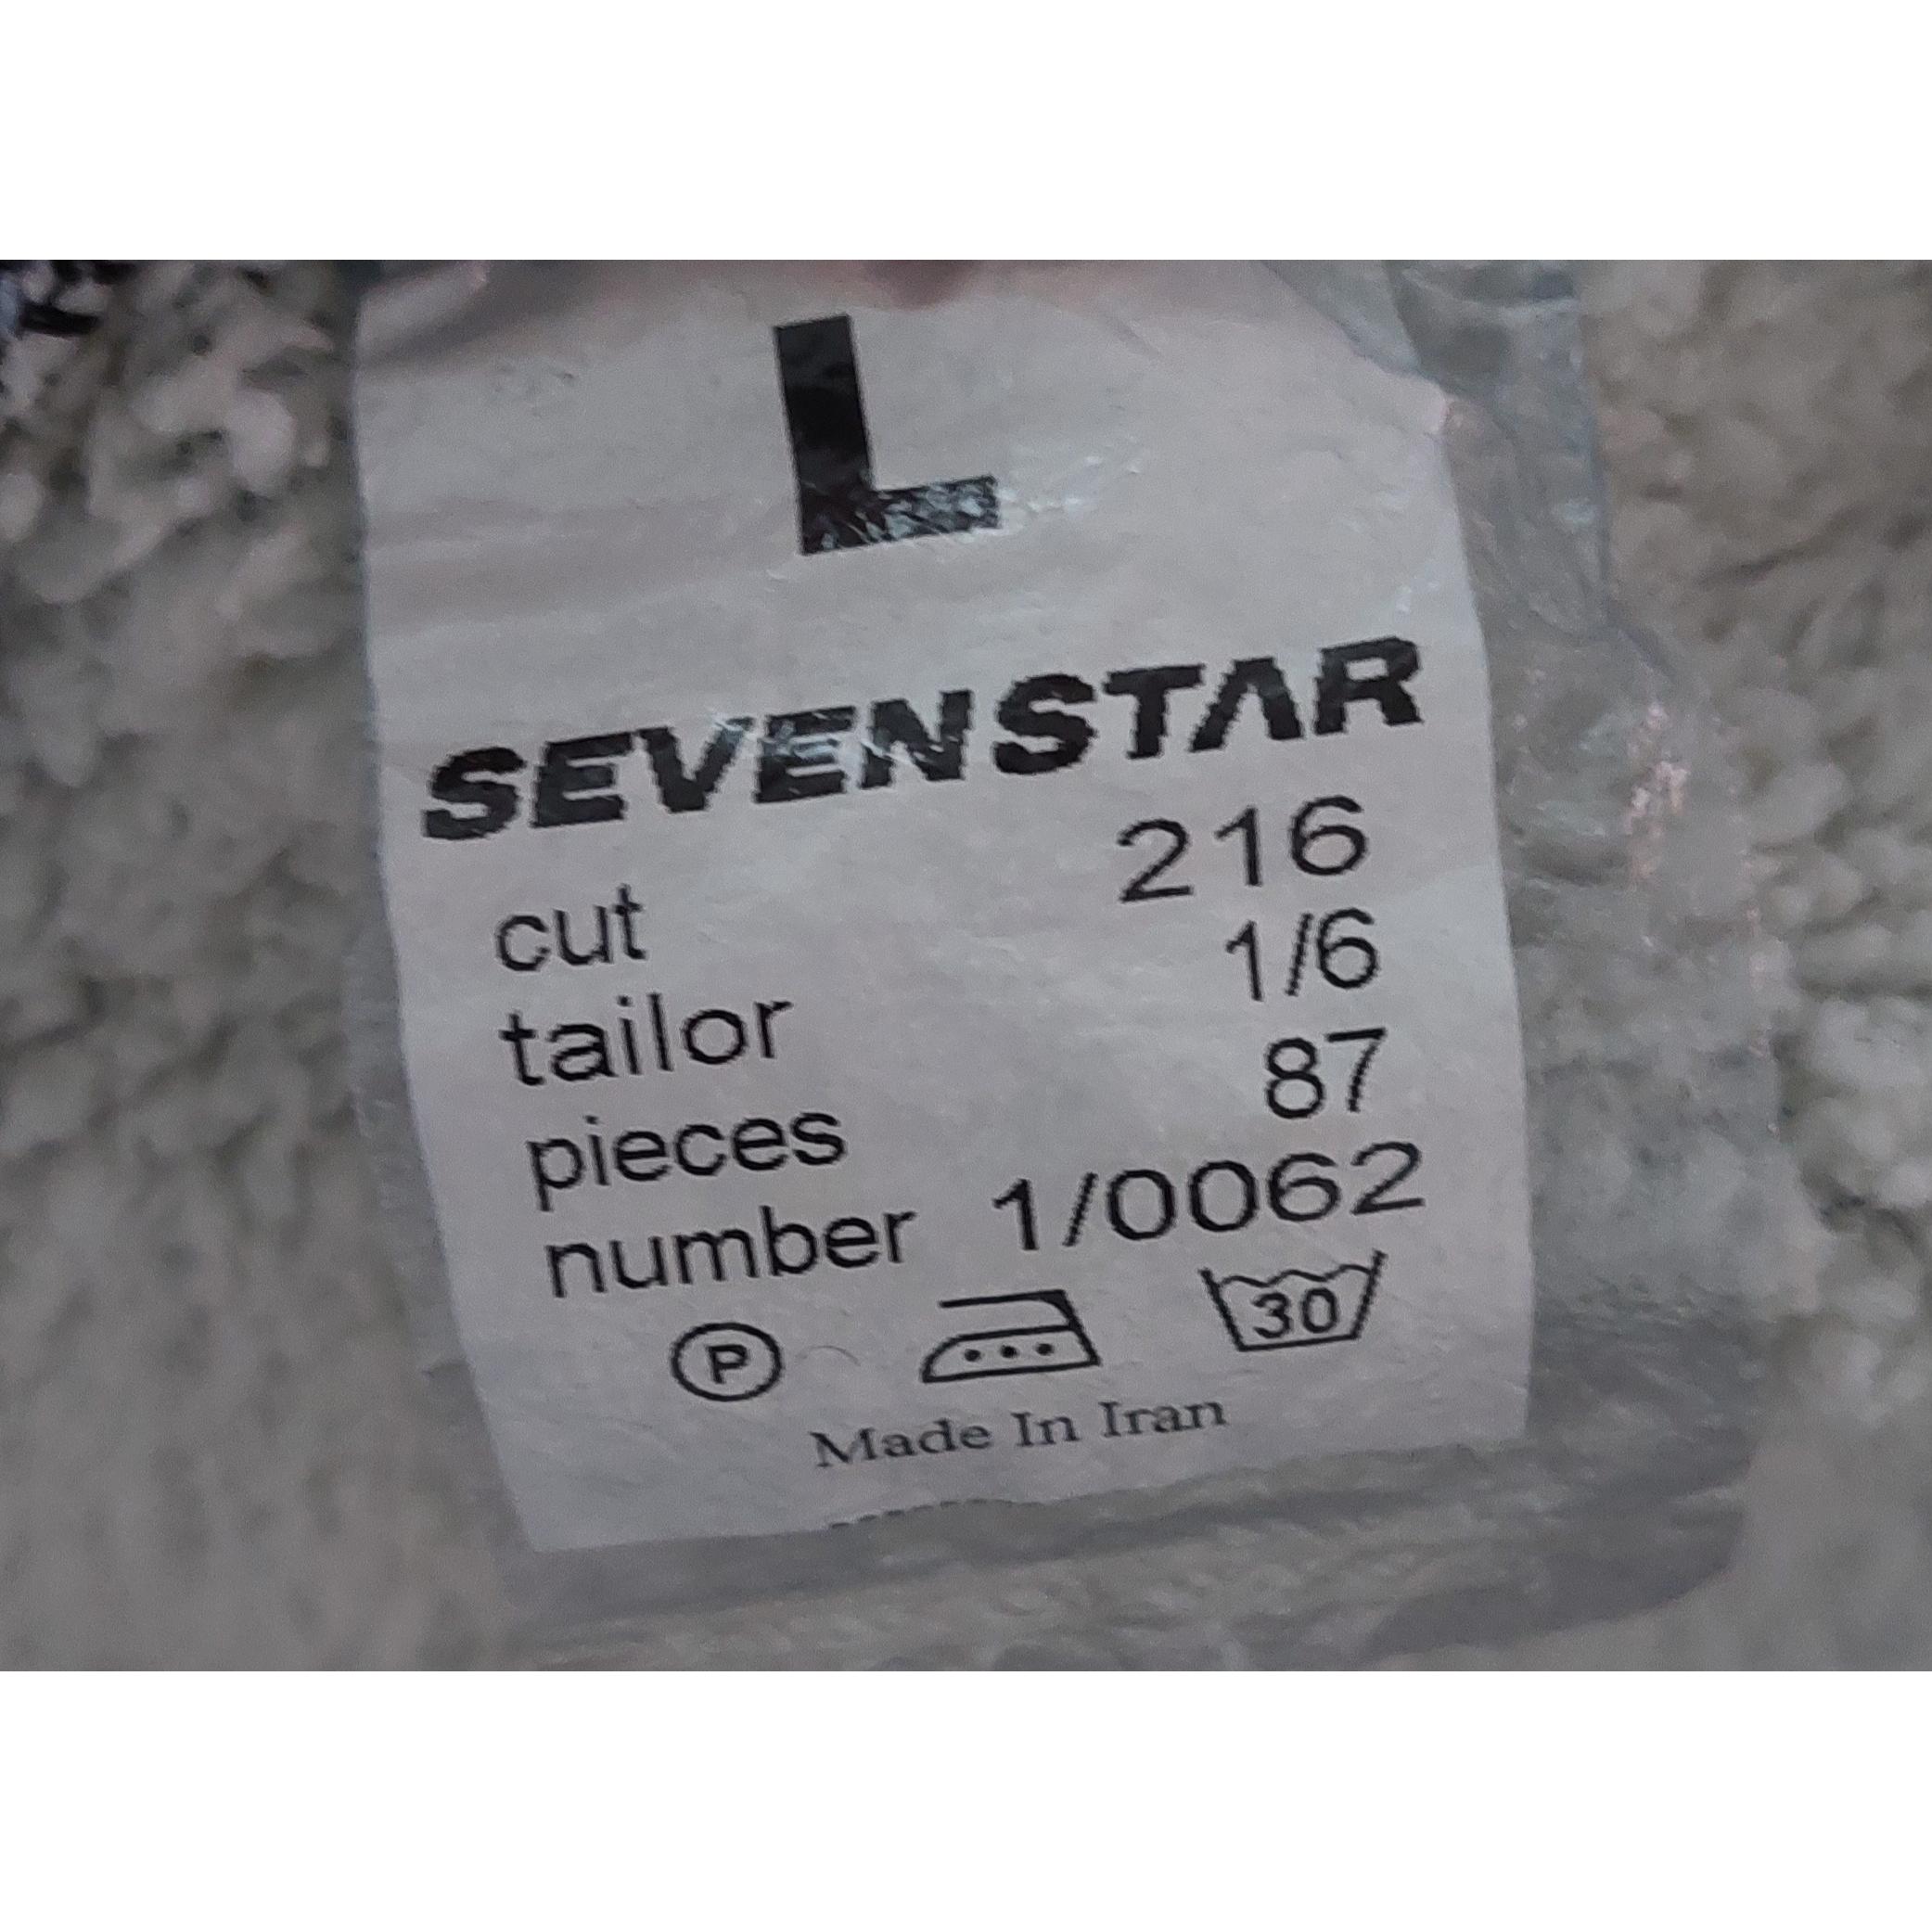 L
SEVENSTAR
cut 216
tailor 1/6
pieces 87
number 1/0062
P 30
Made In Iran